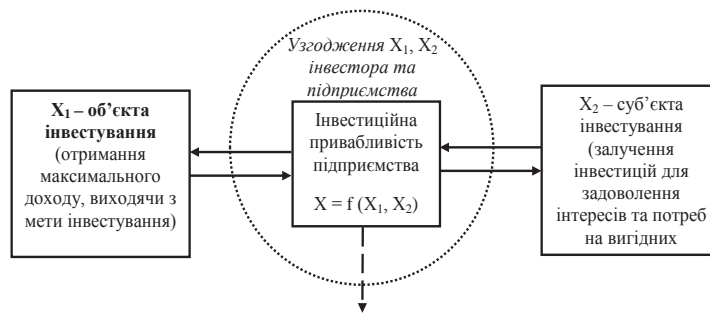 Узгодження X₁, X₂
інвестора та
підприємства
X₁ – об’єкта
інвестування
(отримання
максимального
доходу, виходячи з
мети інвестування)
Інвестиційна
привабливість
підприємства
X = f (X₁, X₂)
X₂ – суб’єкта
інвестування
(залучення
інвестицій для
задоволення
інтересів та потреб
на вигідних